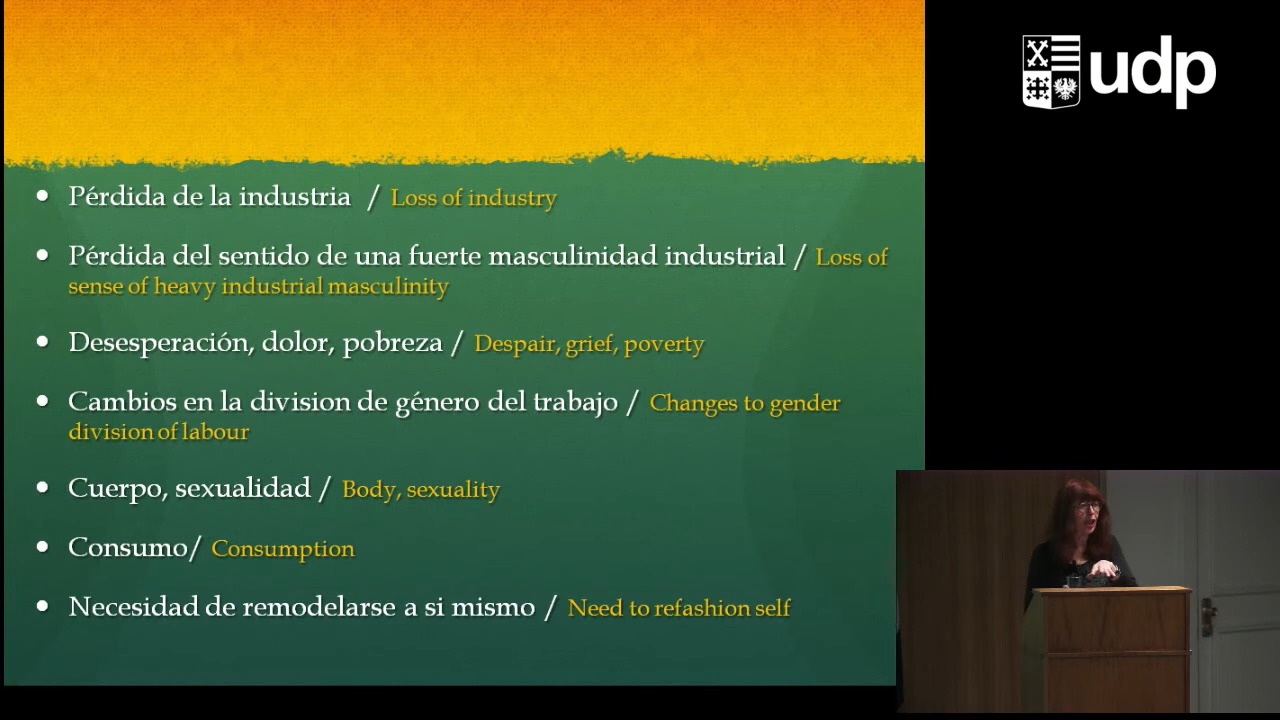 udp
• Pérdida de la industria / Loss of industry
• Pérdida del sentido de una fuerte masculinidad industrial / Loss of
sense of heavy industrial masculinity
• Desesperación, dolor, pobreza / Despair, grief, poverty
• Cambios en la division de género del trabajo / Changes to gender
division of labour
• Cuerpo, sexualidad / Body, sexuality
• Consumo/ Consumption
• Necesidad de remodelarse a si mismo / Need to refashion self